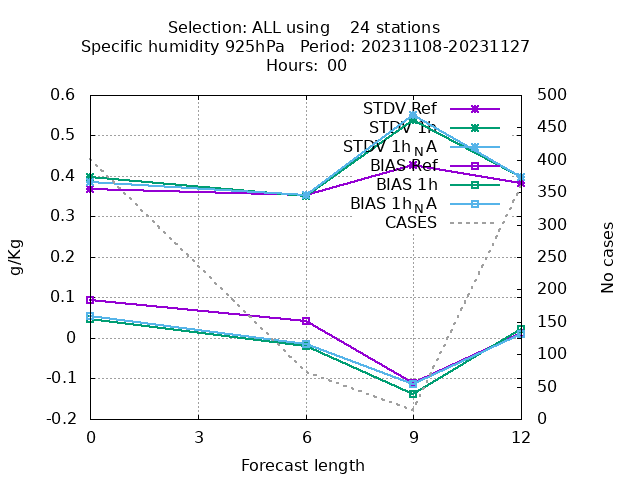 Selection: ALL using    24 stations
Specific humidity 925hPa   Period: 20231108-20231127
Hours: 00
0.6
0.5
0.4
0.3
0.2
0.1
0
-0.1
-0.2
g/Kg
STDV Ref
STDV 1h
STDV 1h_N A
BIAS Ref
BIAS 1h
BIAS 1h_N A
CASES
500
450
400
350
300
250
200
150
100
50
0
No cases
0 3 6 9 12
Forecast length